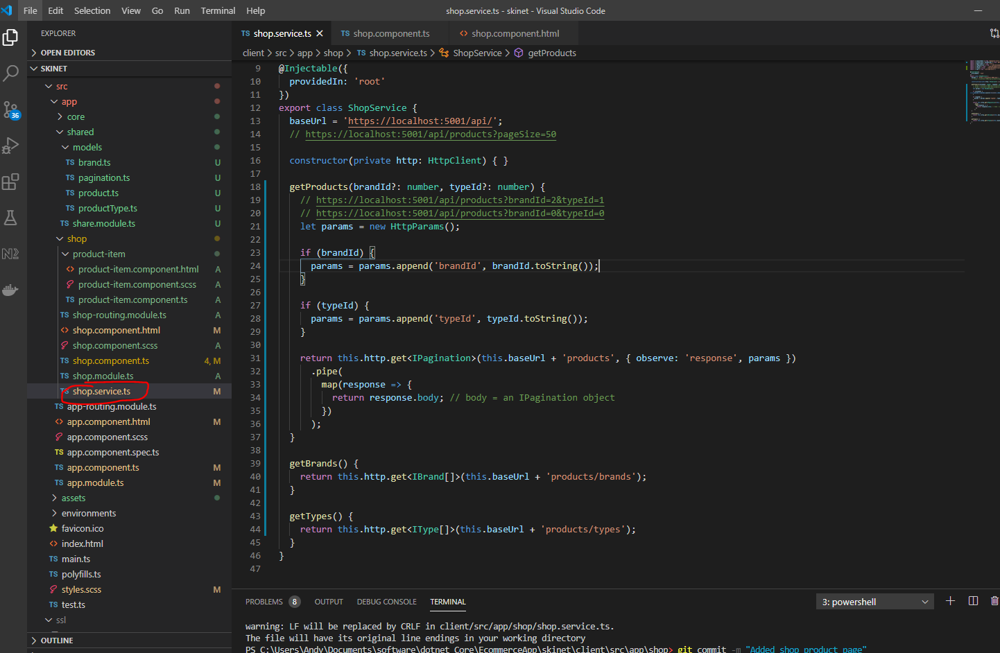 File Edit Selection View Go Run Terminal Help
shop.service.ts - skinet - Visual Studio Code
EXPLORER
OPEN EDITORS
SKINET
src
app
core
shared
models
TS brand.ts U
TS pagination.ts U
TS product.ts U
TS productType.ts U
TS share.module.ts U
shop
product-item
<> product-item.component.html A
product-item.component.scss A
TS product-item.component.ts A
TS shop-routing.module.ts A
<> shop.component.html M
shop.component.scss A
TS shop.component.ts 4, M
TS shop.module.ts A
TS shop.service.ts M
TS app-routing.module.ts
<> app.component.html M
app.component.scss
TS app.component.spec.ts
TS app.component.ts M
TS app.module.ts M
assets
environments
favicon.ico
<> index.html
TS main.ts
TS polyfills.ts
styles.scss M
TS test.ts
ssl
OUTLINE
36
TS shop.service.ts × TS shop.component.ts <> shop.component.html
client > src > app > shop > TS shop.service.ts > ShopService > getProducts
9 @Injectable({
10 providedIn: 'root'
11 })
12 export class ShopService {
13 baseUrl = 'https://localhost:5001/api/';
14 // https://localhost:5001/api/products?pageSize=50
15
16 constructor(private http: HttpClient) { }
17
18 getProducts(brandId?: number, typeId?: number) {
19 // https://localhost:5001/api/products?brandId=2&typeId=1
20 // https://localhost:5001/api/products?brandId=0&typeId=0
21 let params = new HttpParams();
22
23 if (brandId) {
24 params = params.append('brandId', brandId.toString());
25 }
26
27 if (typeId) {
28 params = params.append('typeId', typeId.toString());
29 }
30
31 return this.http.get<IPagination>(this.baseUrl + 'products', { observe: 'response', params })
32 .pipe(
33 map(response => {
34 return response.body; // body = an IPagination object
35 })
36 );
37 }
38
39 getBrands() {
40 return this.http.get<IBrand[]>(this.baseUrl + 'products/brands');
41 }
42
43 getTypes() {
44 return this.http.get<IType[]>(this.baseUrl + 'products/types');
45 }
46 }
47
PROBLEMS 8 OUTPUT DEBUG CONSOLE TERMINAL 3: powershell
warning: LF will be replaced by CRLF in client/src/app/shop/shop.service.ts.
The file will have its original line endings in your working directory
PS C:\Users\Andy\Documents\software\dotnet Core\EcommerceApp\skinet\client\src\app\shop> git commit -m "Added shop product page"